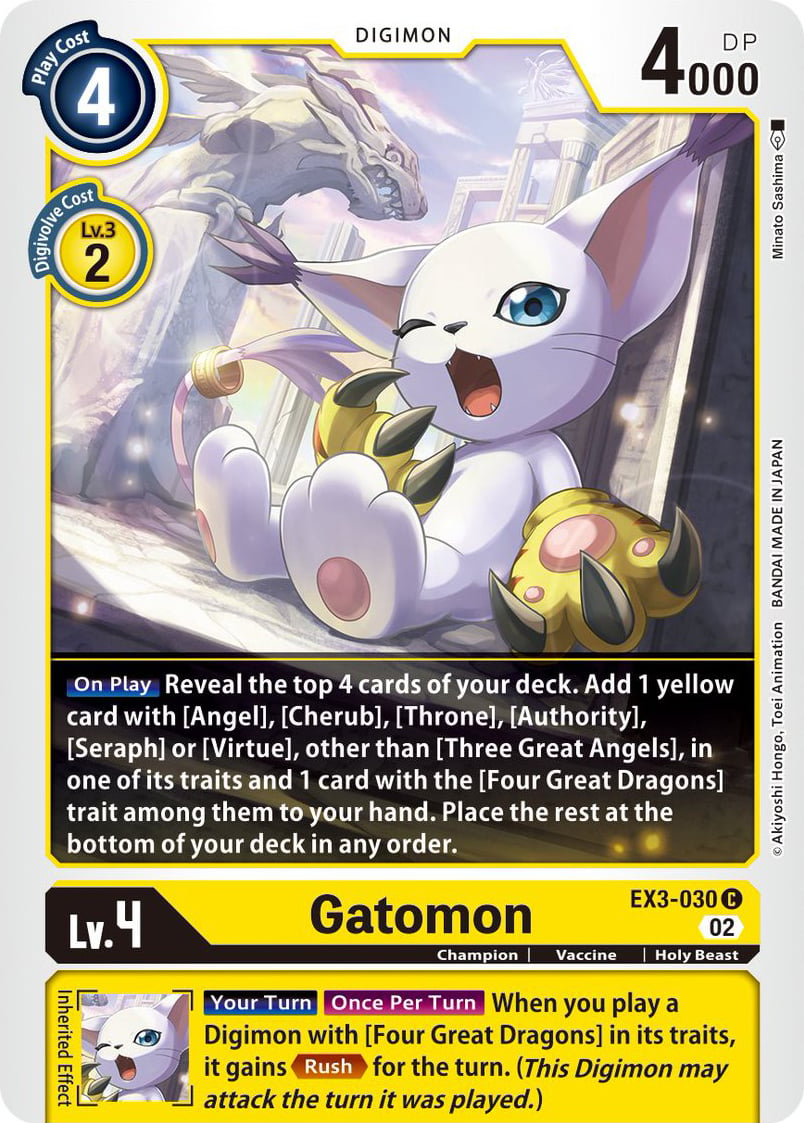 DIGIMON
Play Cost
4
DP
4000
Digivolve Cost
Lv.3
2
Minato Sashima
BANDAI MADE IN JAPAN
© Akiyoshi Hongo, Toei Animation
On Play Reveal the top 4 cards of your deck. Add 1 yellow
card with [Angel], [Cherub], [Throne], [Authority],
[Seraph] or [Virtue], other than [Three Great Angels], in
one of its traits and 1 card with the [Four Great Dragons]
trait among them to your hand. Place the rest at the
bottom of your deck in any order.
Lv.4
Gatomon
EX3-030 C
02
Champion | Vaccine | Holy Beast
Inherited Effect
Your Turn Once Per Turn When you play a
Digimon with [Four Great Dragons] in its traits,
it gains Rush for the turn. (This Digimon may
attack the turn it was played.)